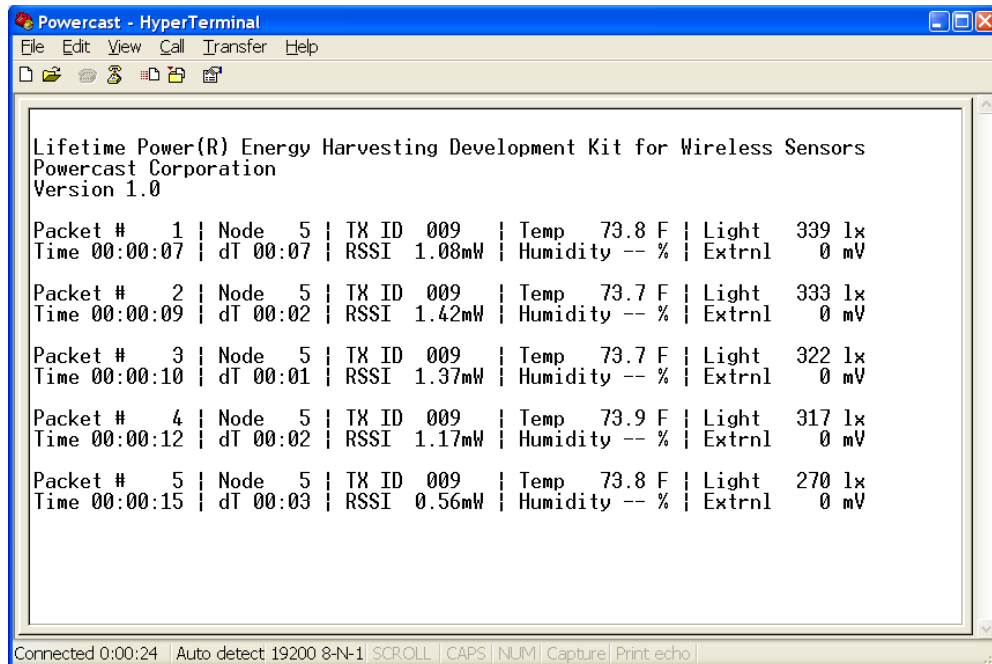 Powercast - HyperTerminal
File Edit View Call Transfer Help
Lifetime Power(R) Energy Harvesting Development Kit for Wireless Sensors
Powercast Corporation
Version 1.0
Packet # 1 | Node 5 | TX ID 009 | Temp 73.8 F | Light 339 lx
Time 00:00:07 | dT 00:07 | RSSI 1.08mW | Humidity -- % | Extrnl 0 mV
Packet # 2 | Node 5 | TX ID 009 | Temp 73.7 F | Light 333 lx
Time 00:00:09 | dT 00:02 | RSSI 1.42mW | Humidity -- % | Extrnl 0 mV
Packet # 3 | Node 5 | TX ID 009 | Temp 73.7 F | Light 322 lx
Time 00:00:10 | dT 00:01 | RSSI 1.37mW | Humidity -- % | Extrnl 0 mV
Packet # 4 | Node 5 | TX ID 009 | Temp 73.9 F | Light 317 lx
Time 00:00:12 | dT 00:02 | RSSI 1.17mW | Humidity -- % | Extrnl 0 mV
Packet # 5 | Node 5 | TX ID 009 | Temp 73.8 F | Light 270 lx
Time 00:00:15 | dT 00:03 | RSSI 0.56mW | Humidity -- % | Extrnl 0 mV
Connected 0:00:24 Auto detect 19200 8-N-1 SCROLL CAPS NUM Capture Print echo